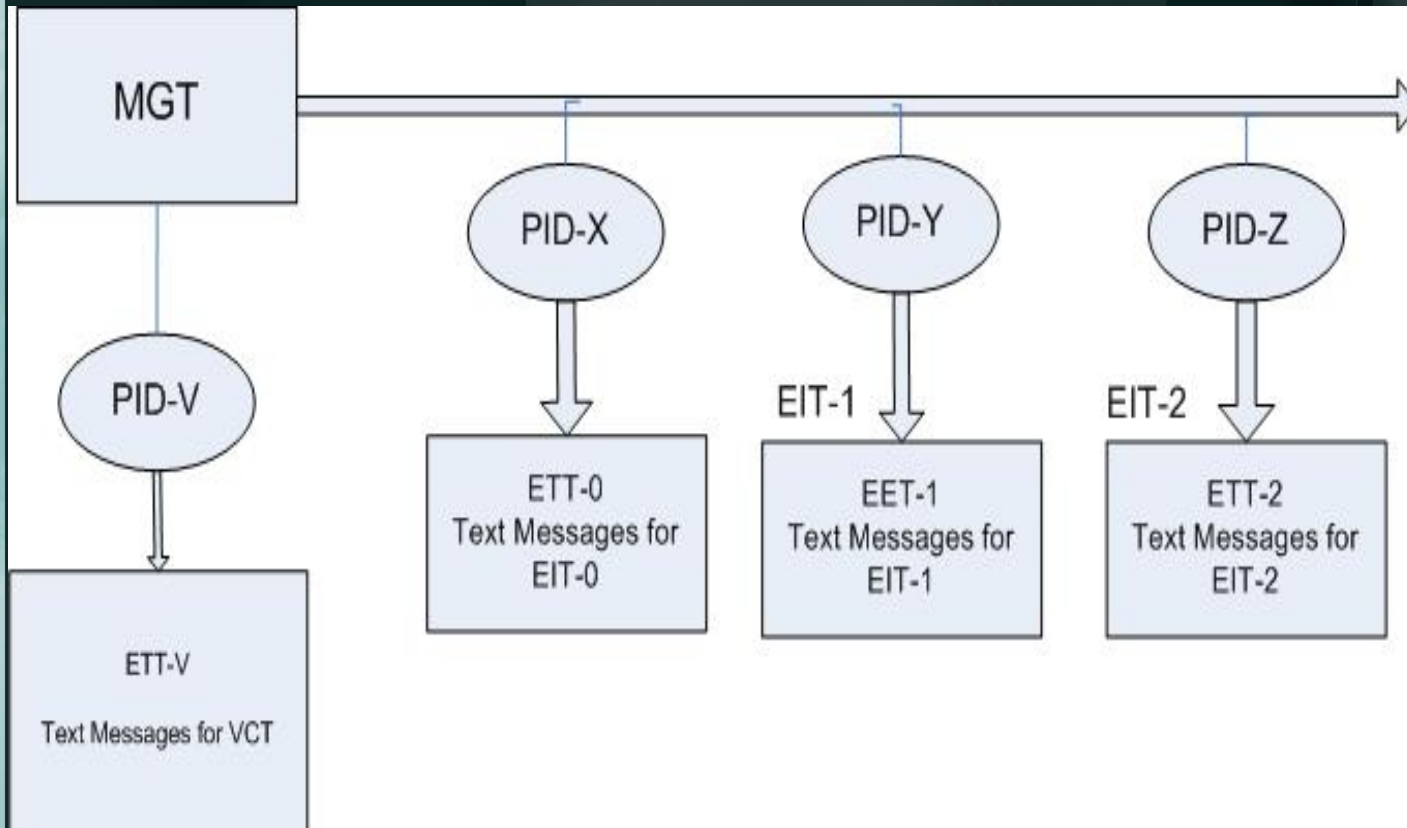 MGT
PID-X
PID-Y
PID-Z
PID-V
EIT-1
EIT-2
ETT-0
Text Messages for
EIT-0
EET-1
Text Messages for
EIT-1
ETT-2
Text Messages for
EIT-2
ETT-V
Text Messages for VCT